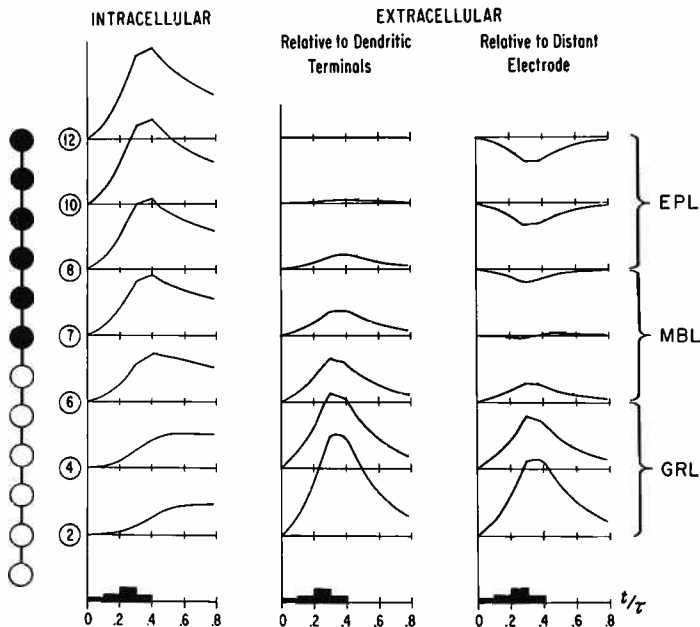 INTRACELLULAR
EXTRACELLULAR
Relative to Dendritic Terminals
Relative to Distant Electrode
12
10
8
7
6
4
2
EPL
MBL
GRL
0 .2 .4 .6 .8
0 .2 .4 .6 .8
0 .2 .4 .6 .8
t/τ